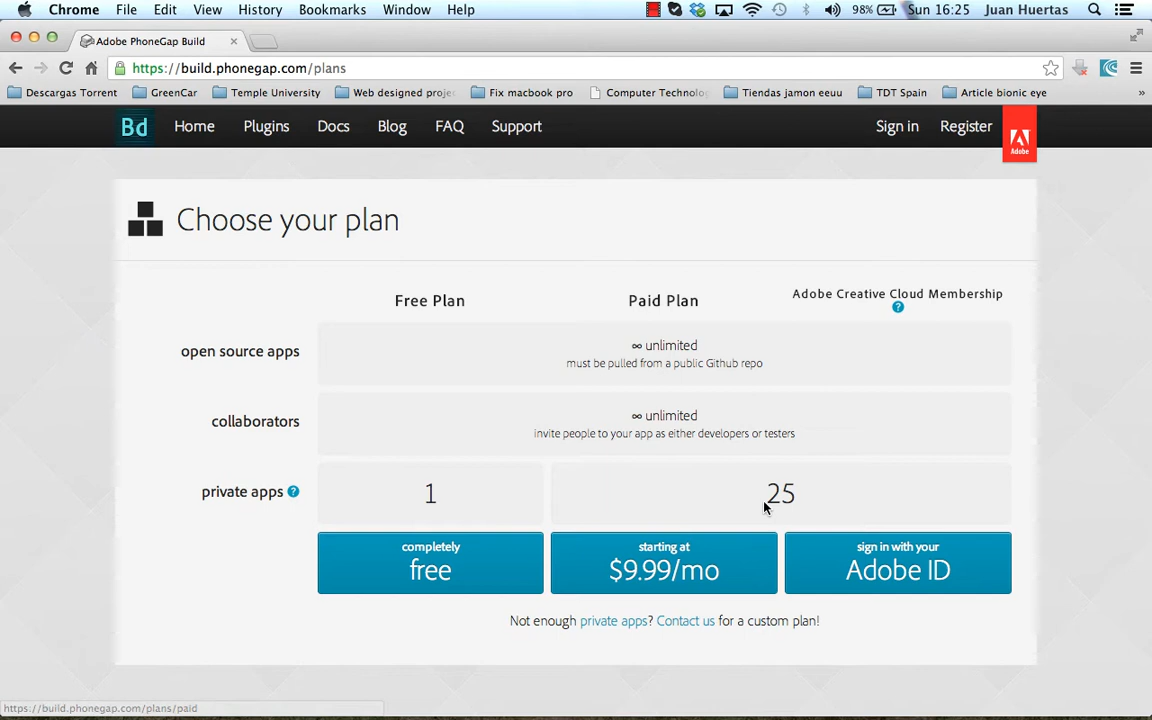 Chrome File Edit View History Bookmarks Window Help 98% Sun 16:25 Juan Huertas
Adobe PhoneGap Build
https://build.phonegap.com/plans
Descargas Torrent GreenCar Temple University Web designed proje Fix macbook pro Computer Technolo Tiendas jamon eeuu TDT Spain Article bionic eye »
Bd Home Plugins Docs Blog FAQ Support Sign in Register Adobe
Choose your plan
Free Plan Paid Plan Adobe Creative Cloud Membership ?
open source apps ∞ unlimited
must be pulled from a public Github repo
collaborators ∞ unlimited
invite people to your app as either developers or testers
private apps ? 1 25
completely starting at sign in with your
free $9.99/mo Adobe ID
Not enough private apps? Contact us for a custom plan!
https://build.phonegap.com/plans/paid